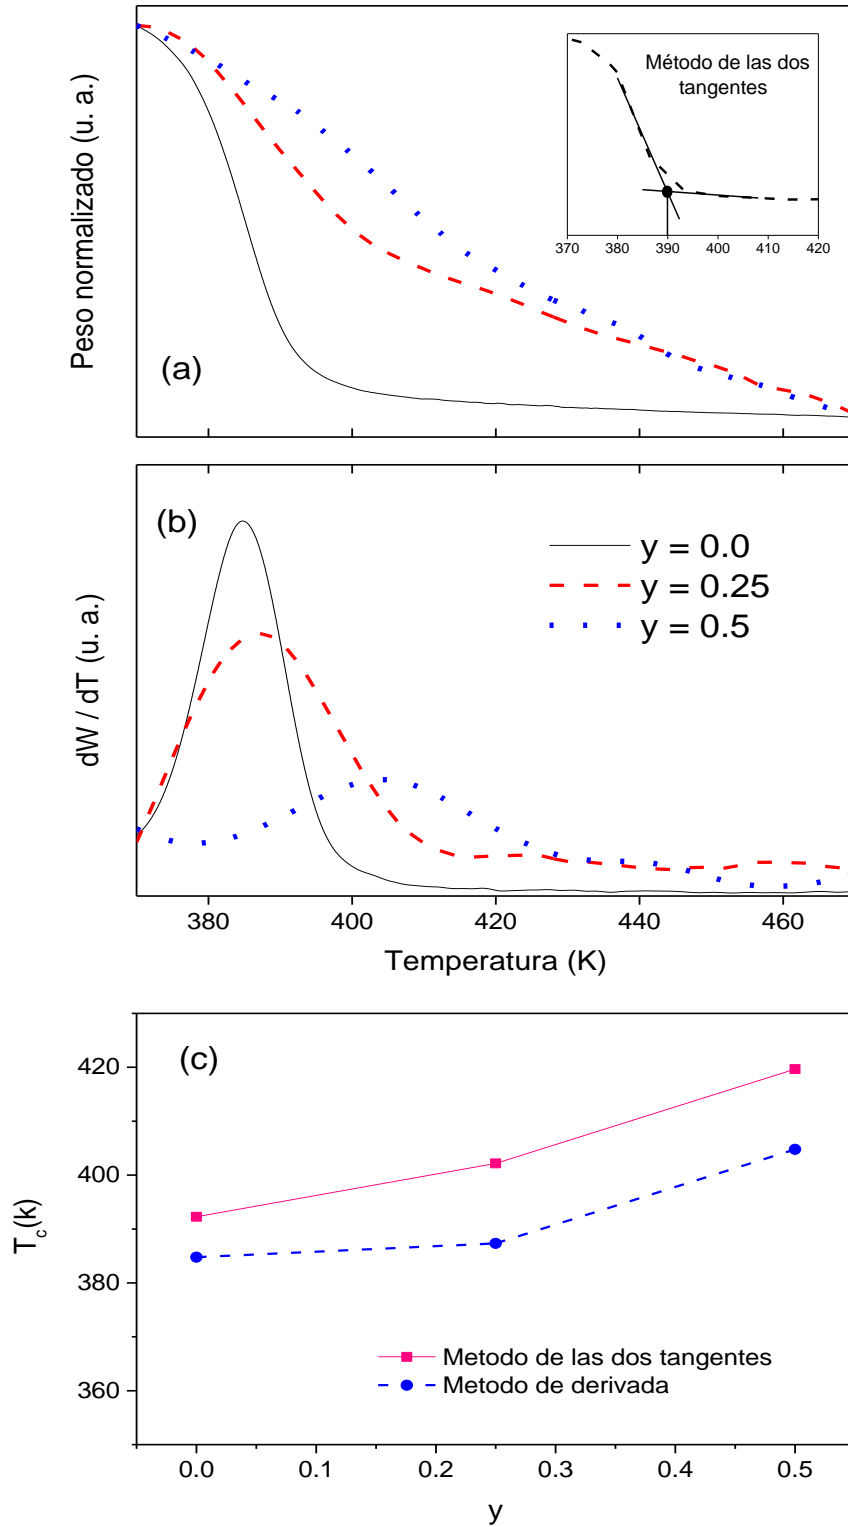 Peso normalizado (u. a.)
(a)
Método de las dos
tangentes
370 380 390 400 410 420
dW / dT (u. a.)
(b)
y = 0.0
y = 0.25
y = 0.5
380 400 420 440 460
Temperatura (K)
(c)
T_c(k)
420
400
380
360
Metodo de las dos tangentes
Metodo de derivada
0.0 0.1 0.2 0.3 0.4 0.5
y